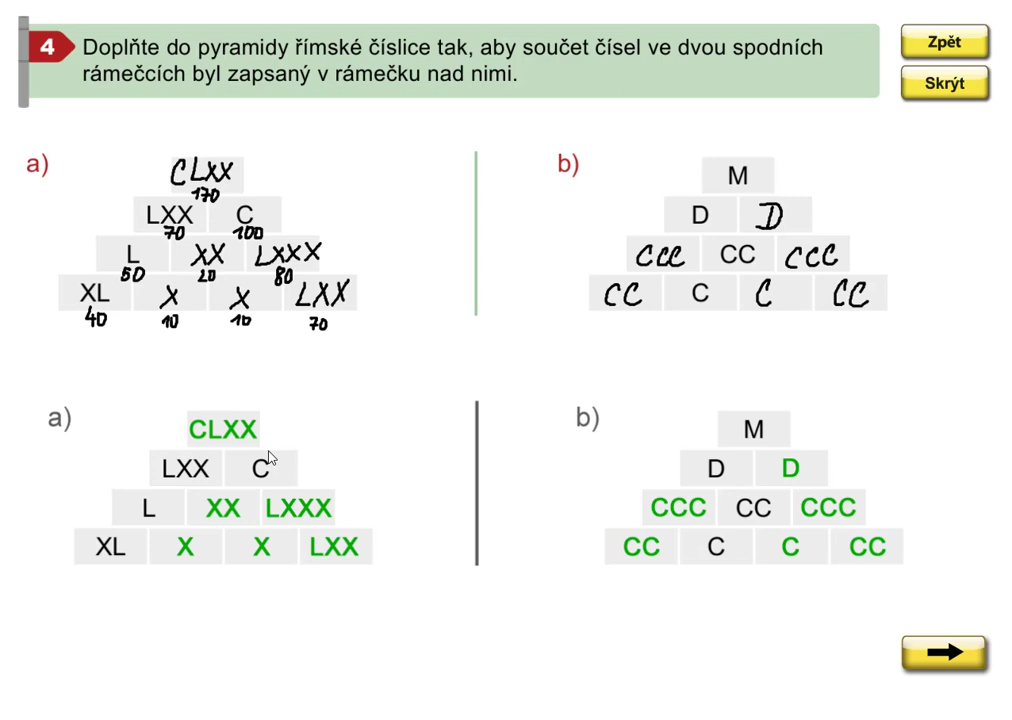 4 Doplňte do pyramidy římské číslice tak, aby součet čísel ve dvou spodních
rámečcích byl zapsaný v rámečku nad nimi.
Zpět
Skrýt
a)
CLXX
170
LXX C
70 100
L XX LXXX
50 20 80
XL X X LXX
40 10 10 70
b)
M
D D
CCC CC CCC
CC C C CC
a)
CLXX
LXX C
L XX LXXX
XL X X LXX
b)
M
D D
CCC CC CCC
CC C C CC